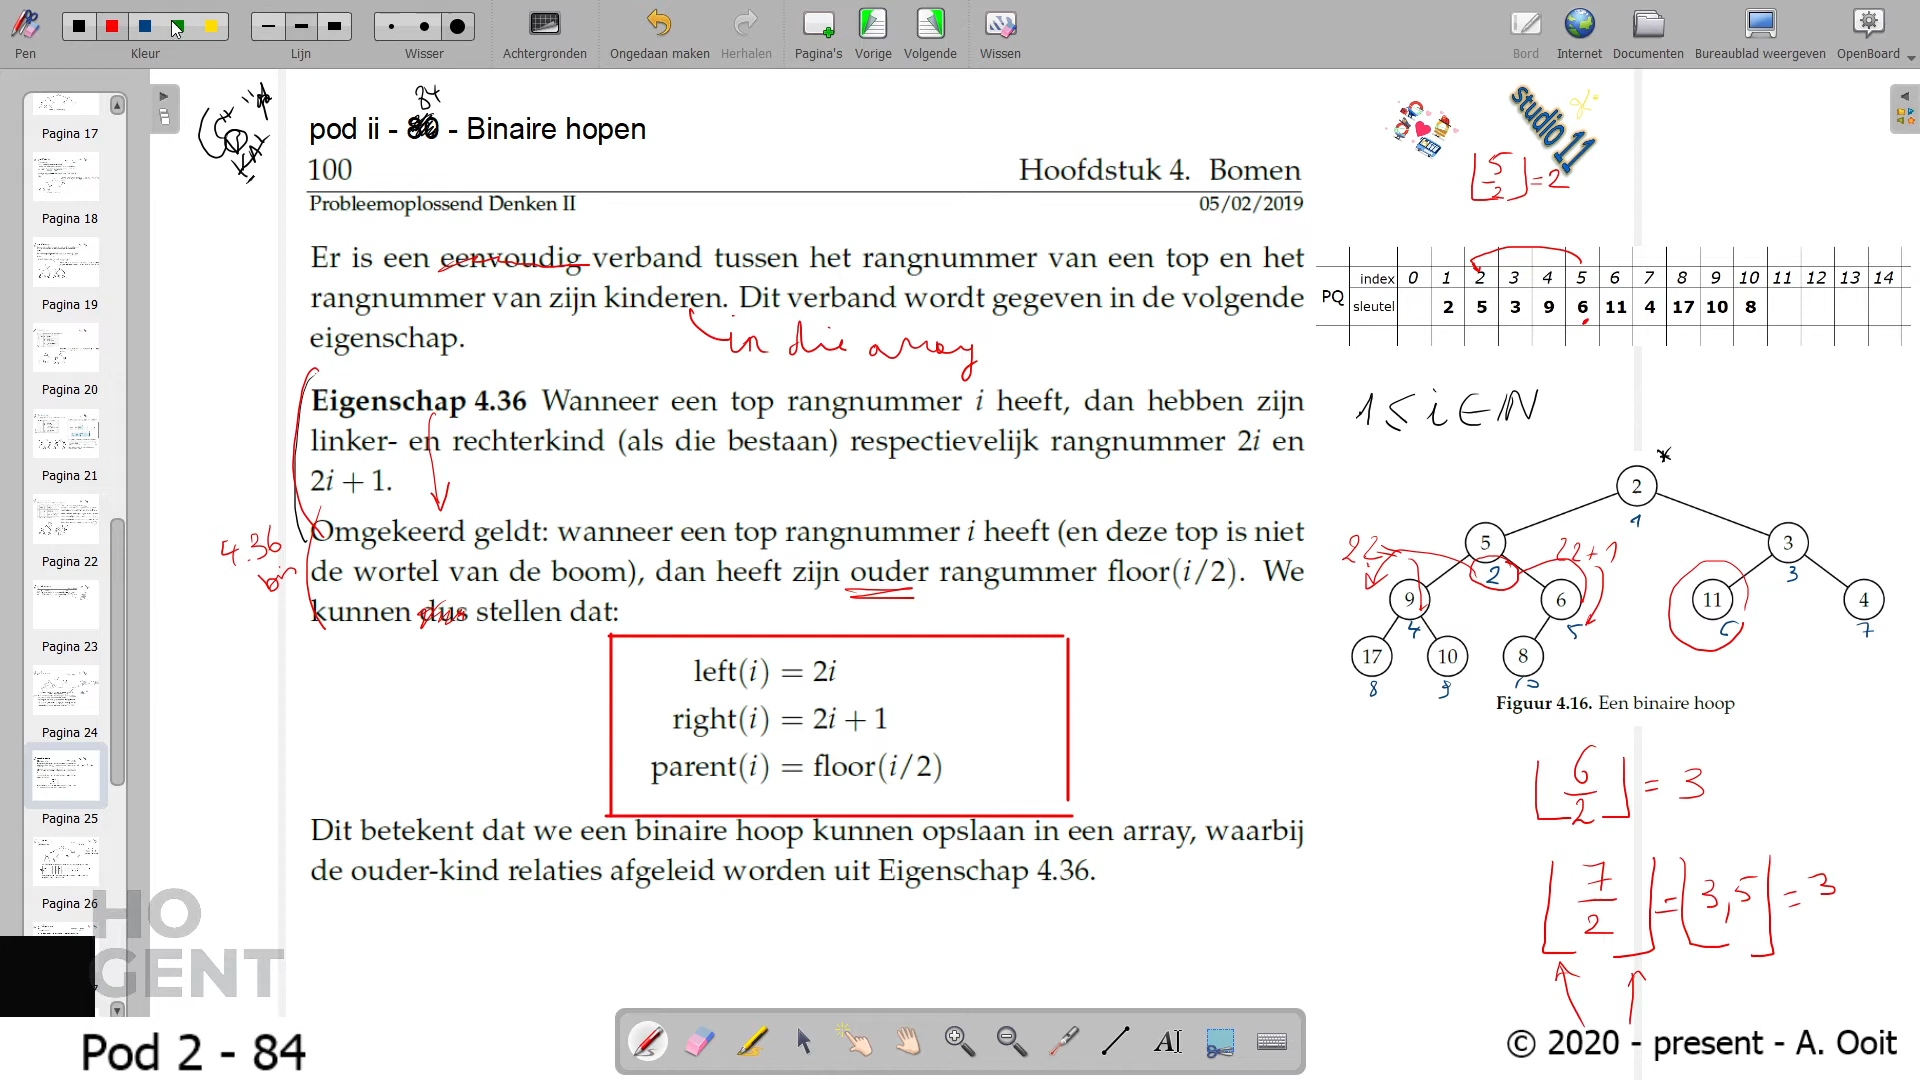 Pen
Kleur
Lijn
Wisser
Achtergronden
Ongedaan maken
Herhalen
Pagina's
Vorige
Volgende
Wissen
Bord
Internet
Documenten
Bureaublad weergeven
OpenBoard
Pagina 17
Pagina 18
Pagina 19
Pagina 20
Pagina 21
Pagina 22
Pagina 23
Pagina 24
Pagina 25
Pagina 26
84
pod ii - 80 - Binaire hopen
100
Hoofdstuk 4. Bomen
Probleemoplossend Denken II
05/02/2019
Er is een eenvoudig verband tussen het rangnummer van een top en het
rangnummer van zijn kinderen. Dit verband wordt gegeven in de volgende
eigenschap.
in die array
Eigenschap 4.36 Wanneer een top rangnummer i heeft, dan hebben zijn
linker- en rechterkind (als die bestaan) respectievelijk rangnummer 2i en
2i + 1.
Omgekeerd geldt: wanneer een top rangnummer i heeft (en deze top is niet
de wortel van de boom), dan heeft zijn ouder rangummer floor(i/2). We
kunnen dus stellen dat:
4.36
bis
left(i) = 2i
right(i) = 2i + 1
parent(i) = floor(i/2)
Dit betekent dat we een binaire hoop kunnen opslaan in een array, waarbij
de ouder-kind relaties afgeleid worden uit Eigenschap 4.36.
studio 11
⌊5/2⌋ = 2
PQ
index 0 1 2 3 4 5 6 7 8 9 10 11 12 13 14
sleutel 2 5 3 9 6 11 4 17 10 8
1 ≤ i ∈ ℕ
*
2
1
5 3
2 3
2·2= 2·2+1
9 6 11 4
4 5 6 7
17 10 8
8 9 10
Figuur 4.16. Een binaire hoop
⌊6/2⌋ = 3
⌊7/2⌋ = ⌊3,5⌋ = 3
HO
GENT
Pod 2 - 84
© 2020 - present - A. Ooit